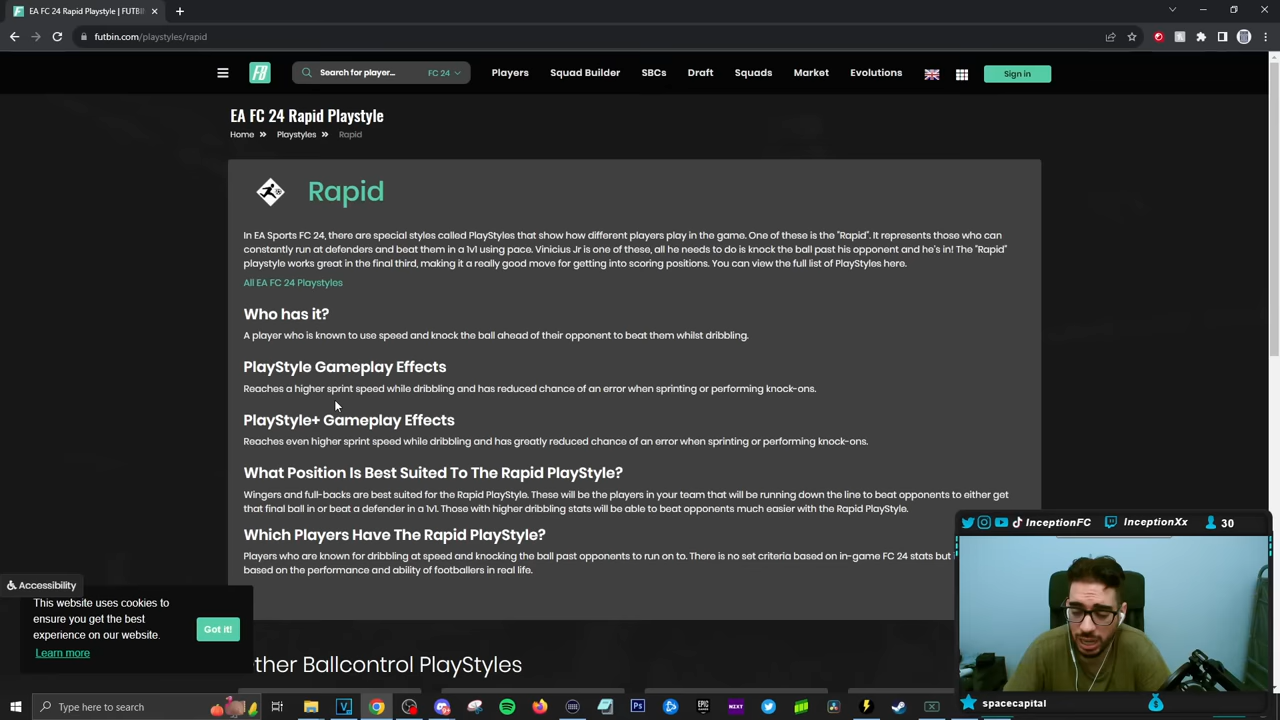 EA FC 24 Rapid Playstyle | FUTBI
futbin.com/playstyles/rapid
FB
Search for player...
FC 24
Players
Squad Builder
SBCs
Draft
Squads
Market
Evolutions
Sign in
EA FC 24 Rapid Playstyle
Home » Playstyles » Rapid
Rapid
In EA Sports FC 24, there are special styles called PlayStyles that show how different players play in the game. One of these is the "Rapid". It represents those who can
constantly run at defenders and beat them in a 1v1 using pace. Vinicius Jr is one of these, all he needs to do is knock the ball past his opponent and he's in! The "Rapid"
playstyle works great in the final third, making it a really good move for getting into scoring positions. You can view the full list of PlayStyles here.
All EA FC 24 Playstyles
Who has it?
A player who is known to use speed and knock the ball ahead of their opponent to beat them whilst dribbling.
PlayStyle Gameplay Effects
Reaches a higher sprint speed while dribbling and has reduced chance of an error when sprinting or performing knock-ons.
PlayStyle+ Gameplay Effects
Reaches even higher sprint speed while dribbling and has greatly reduced chance of an error when sprinting or performing knock-ons.
What Position Is Best Suited To The Rapid PlayStyle?
Wingers and full-backs are best suited for the Rapid PlayStyle. These will be the players in your team that will be running down the line to beat opponents to either get
that final ball in or beat a defender in a 1v1. Those with higher dribbling stats will be able to beat opponents much easier with the Rapid PlayStyle.
Which Players Have The Rapid PlayStyle?
Players who are known for dribbling at speed and knocking the ball past opponents to run on to. There is no set criteria based on in-game FC 24 stats but
based on the performance and ability of footballers in real life.
Accessibility
This website uses cookies to
ensure you get the best
experience on our website.
Learn more
Got it!
ther Ballcontrol PlayStyles
InceptionFC
InceptionXx
30
spacecapital
Type here to search